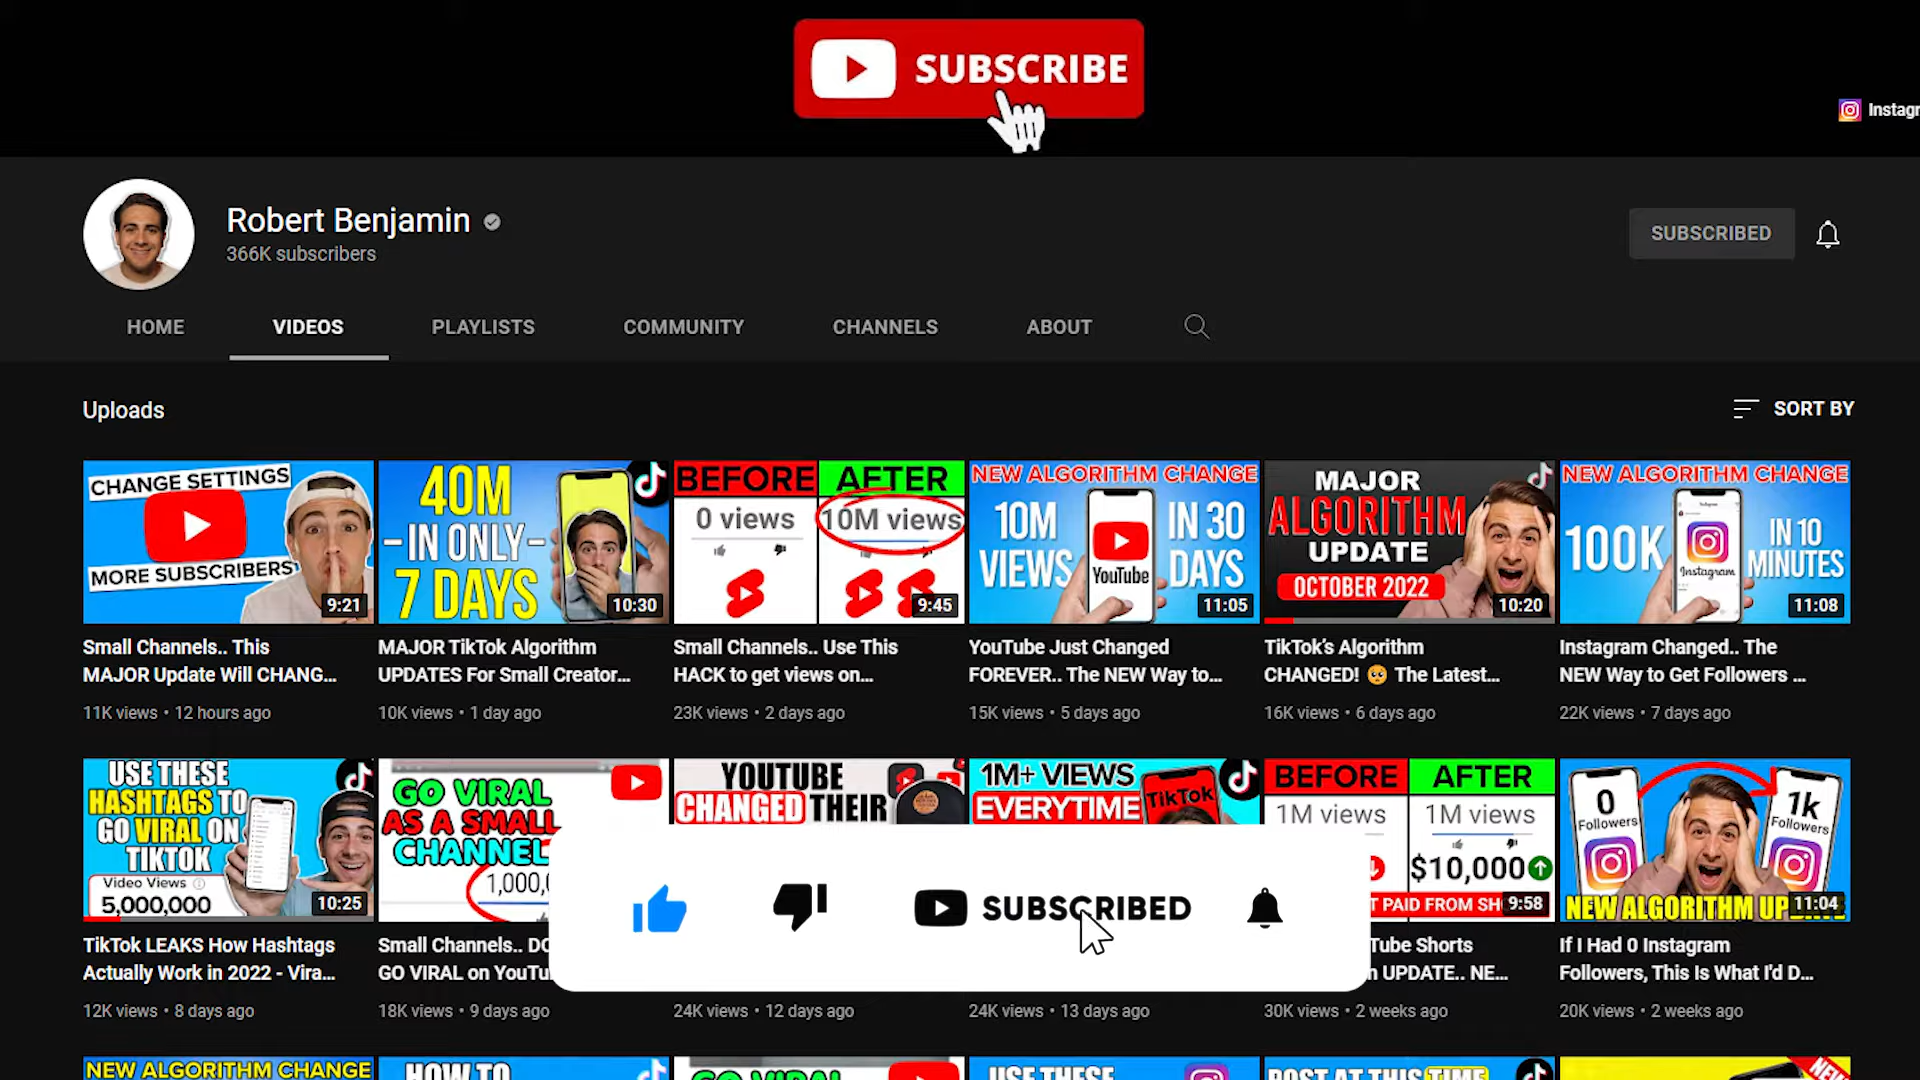 SUBSCRIBE
Instagr
Robert Benjamin
366K subscribers
SUBSCRIBED
HOME VIDEOS PLAYLISTS COMMUNITY CHANNELS ABOUT
Uploads
SORT BY
CHANGE SETTINGS
MORE SUBSCRIBERS
9:21
40M
-IN ONLY-
7 DAYS
10:30
BEFORE AFTER
0 views 10M views
9:45
NEW ALGORITHM CHANGE
10M VIEWS
YouTube
IN 30 DAYS
11:05
MAJOR
ALGORITHM
UPDATE
OCTOBER 2022
10:20
NEW ALGORITHM CHANGE
100K
Instagram
IN 10 MINUTES
11:08
Small Channels.. This
MAJOR Update Will CHANG...
11K views • 12 hours ago
MAJOR TikTok Algorithm
UPDATES For Small Creator...
10K views • 1 day ago
Small Channels.. Use This
HACK to get views on...
23K views • 2 days ago
YouTube Just Changed
FOREVER.. The NEW Way to...
15K views • 5 days ago
TikTok's Algorithm
CHANGED! 🥺 The Latest...
16K views • 6 days ago
Instagram Changed.. The
NEW Way to Get Followers ...
22K views • 7 days ago
USE THESE
HASHTAGS TO
GO VIRAL ON
TIKTOK
Video Views
5,000,000
10:25
GO VIRAL
AS A SMALL
CHANNEL
1,000,0
YOUTUBE
CHANGED THEIR
1M+ VIEWS
EVERYTIME
TikTok
BEFORE AFTER
1M views 1M views
$10,000
T PAID FROM SH
9:58
0
Followers
1k
Followers
NEW ALGORITHM UP
11:04
TikTok LEAKS How Hashtags
Actually Work in 2022 - Vira...
12K views • 8 days ago
Small Channels.. DO
GO VIRAL on YouTu
18K views • 9 days ago
24K views • 12 days ago
24K views • 13 days ago
Tube Shorts
UPDATE.. NE...
30K views • 2 weeks ago
If I Had 0 Instagram
Followers, This Is What I'd D...
20K views • 2 weeks ago
SUBSCRIBED
NEW ALGORITHM CHANGE
HOW TO
GO VIRAL
USE THESE
POST AT THIS TIME
NEW